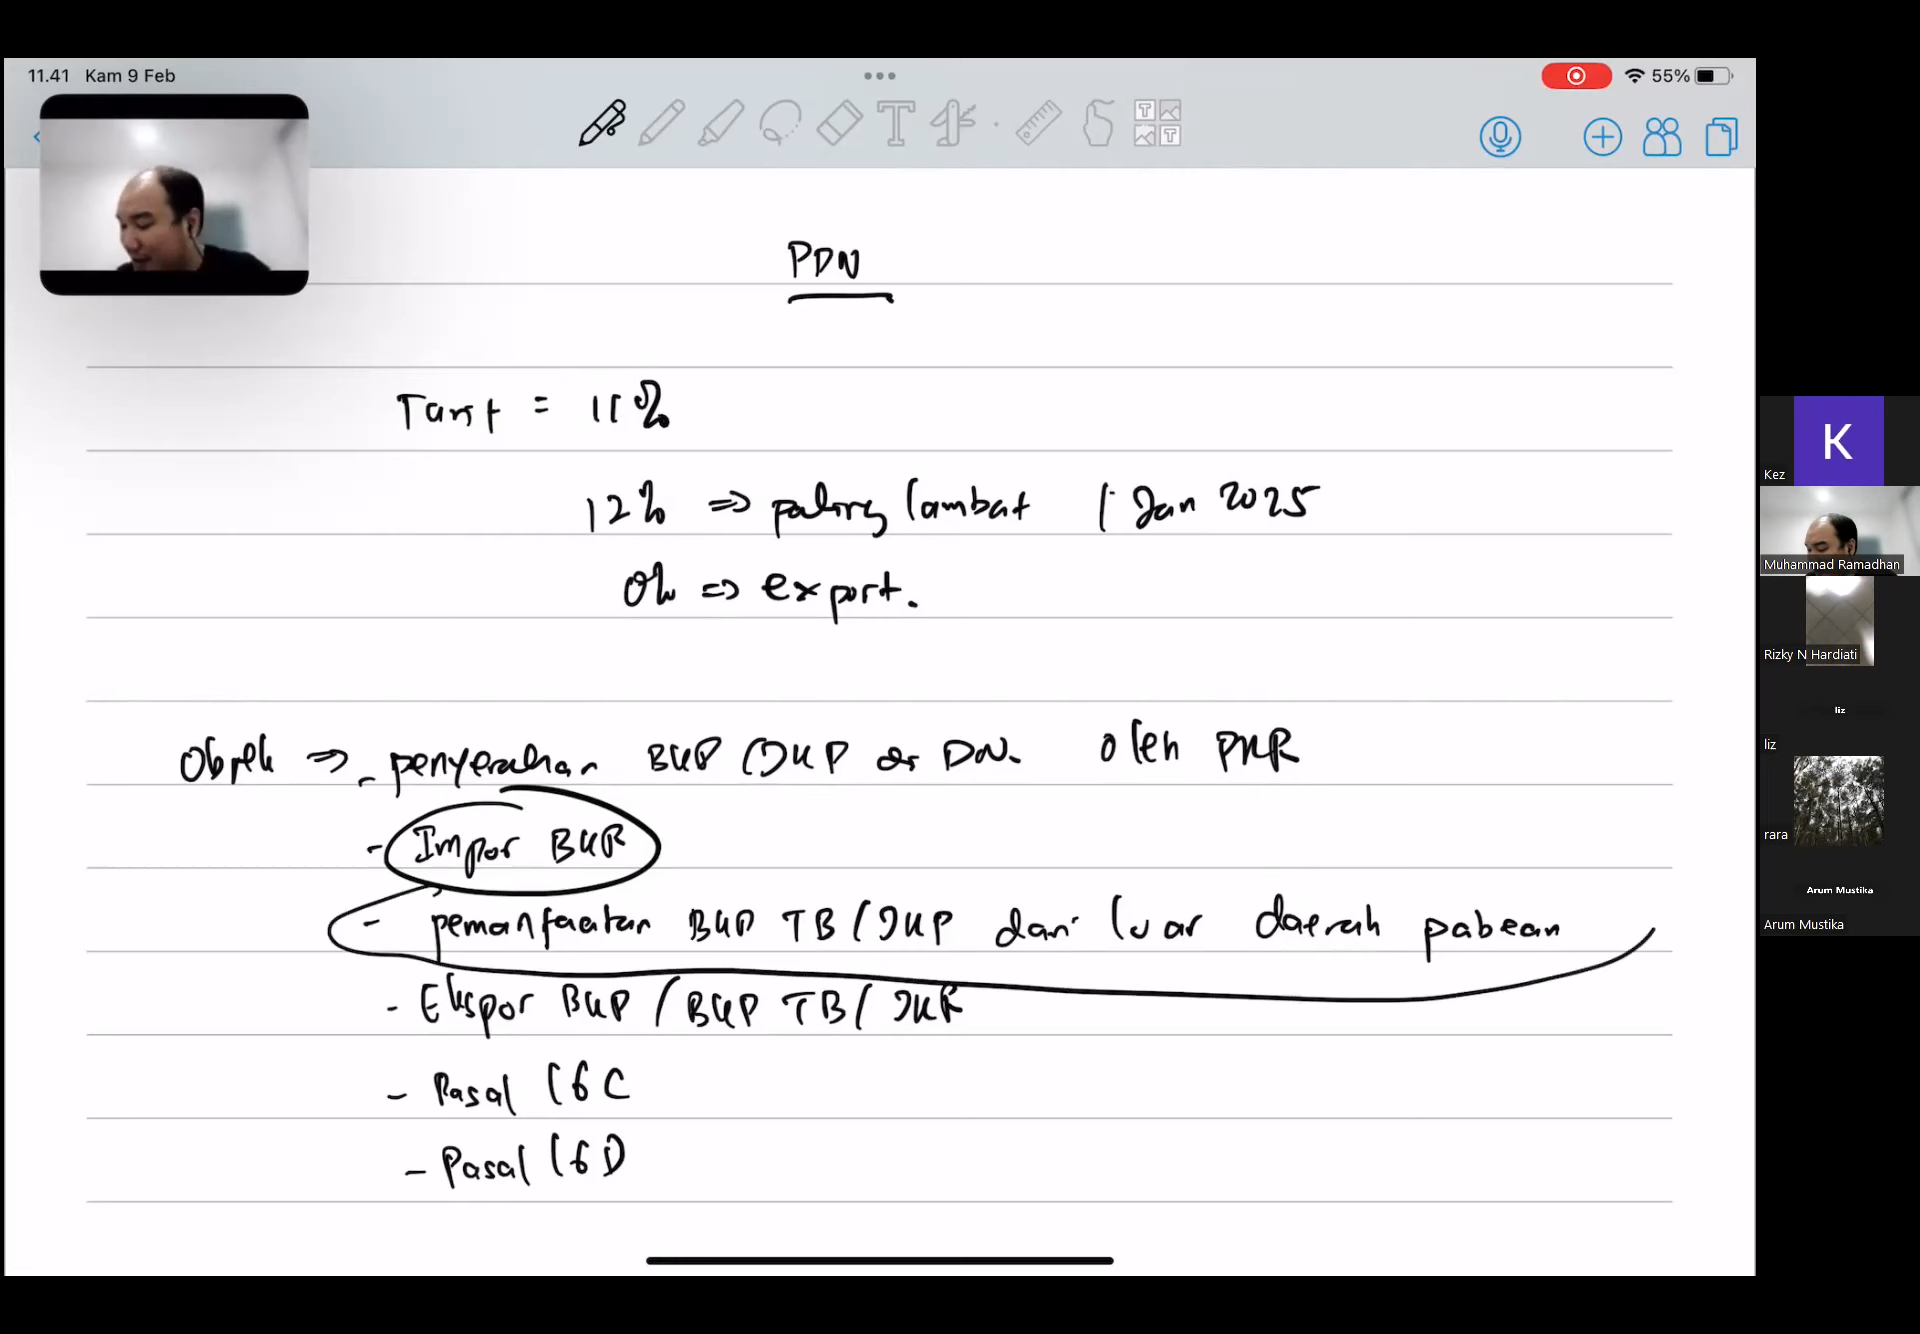 11.41 Kam 9 Feb
55%
PPN
Tarif = 11%
12% => paling lambat 1 Jan 2025
0% => export.
Objek => - penyerahan BKP / JKP di DN. oleh PKP
- Impor BKP
- pemanfaatan BKP TB / JKP dari luar daerah pabean
- Ekspor BKP / BKP TB / JKP
- Pasal 16 C
- Pasal 16 D
K
Kez
Muhammad Ramadhan
Rizky N Hardiati
liz
liz
rara
Arum Mustika
Arum Mustika